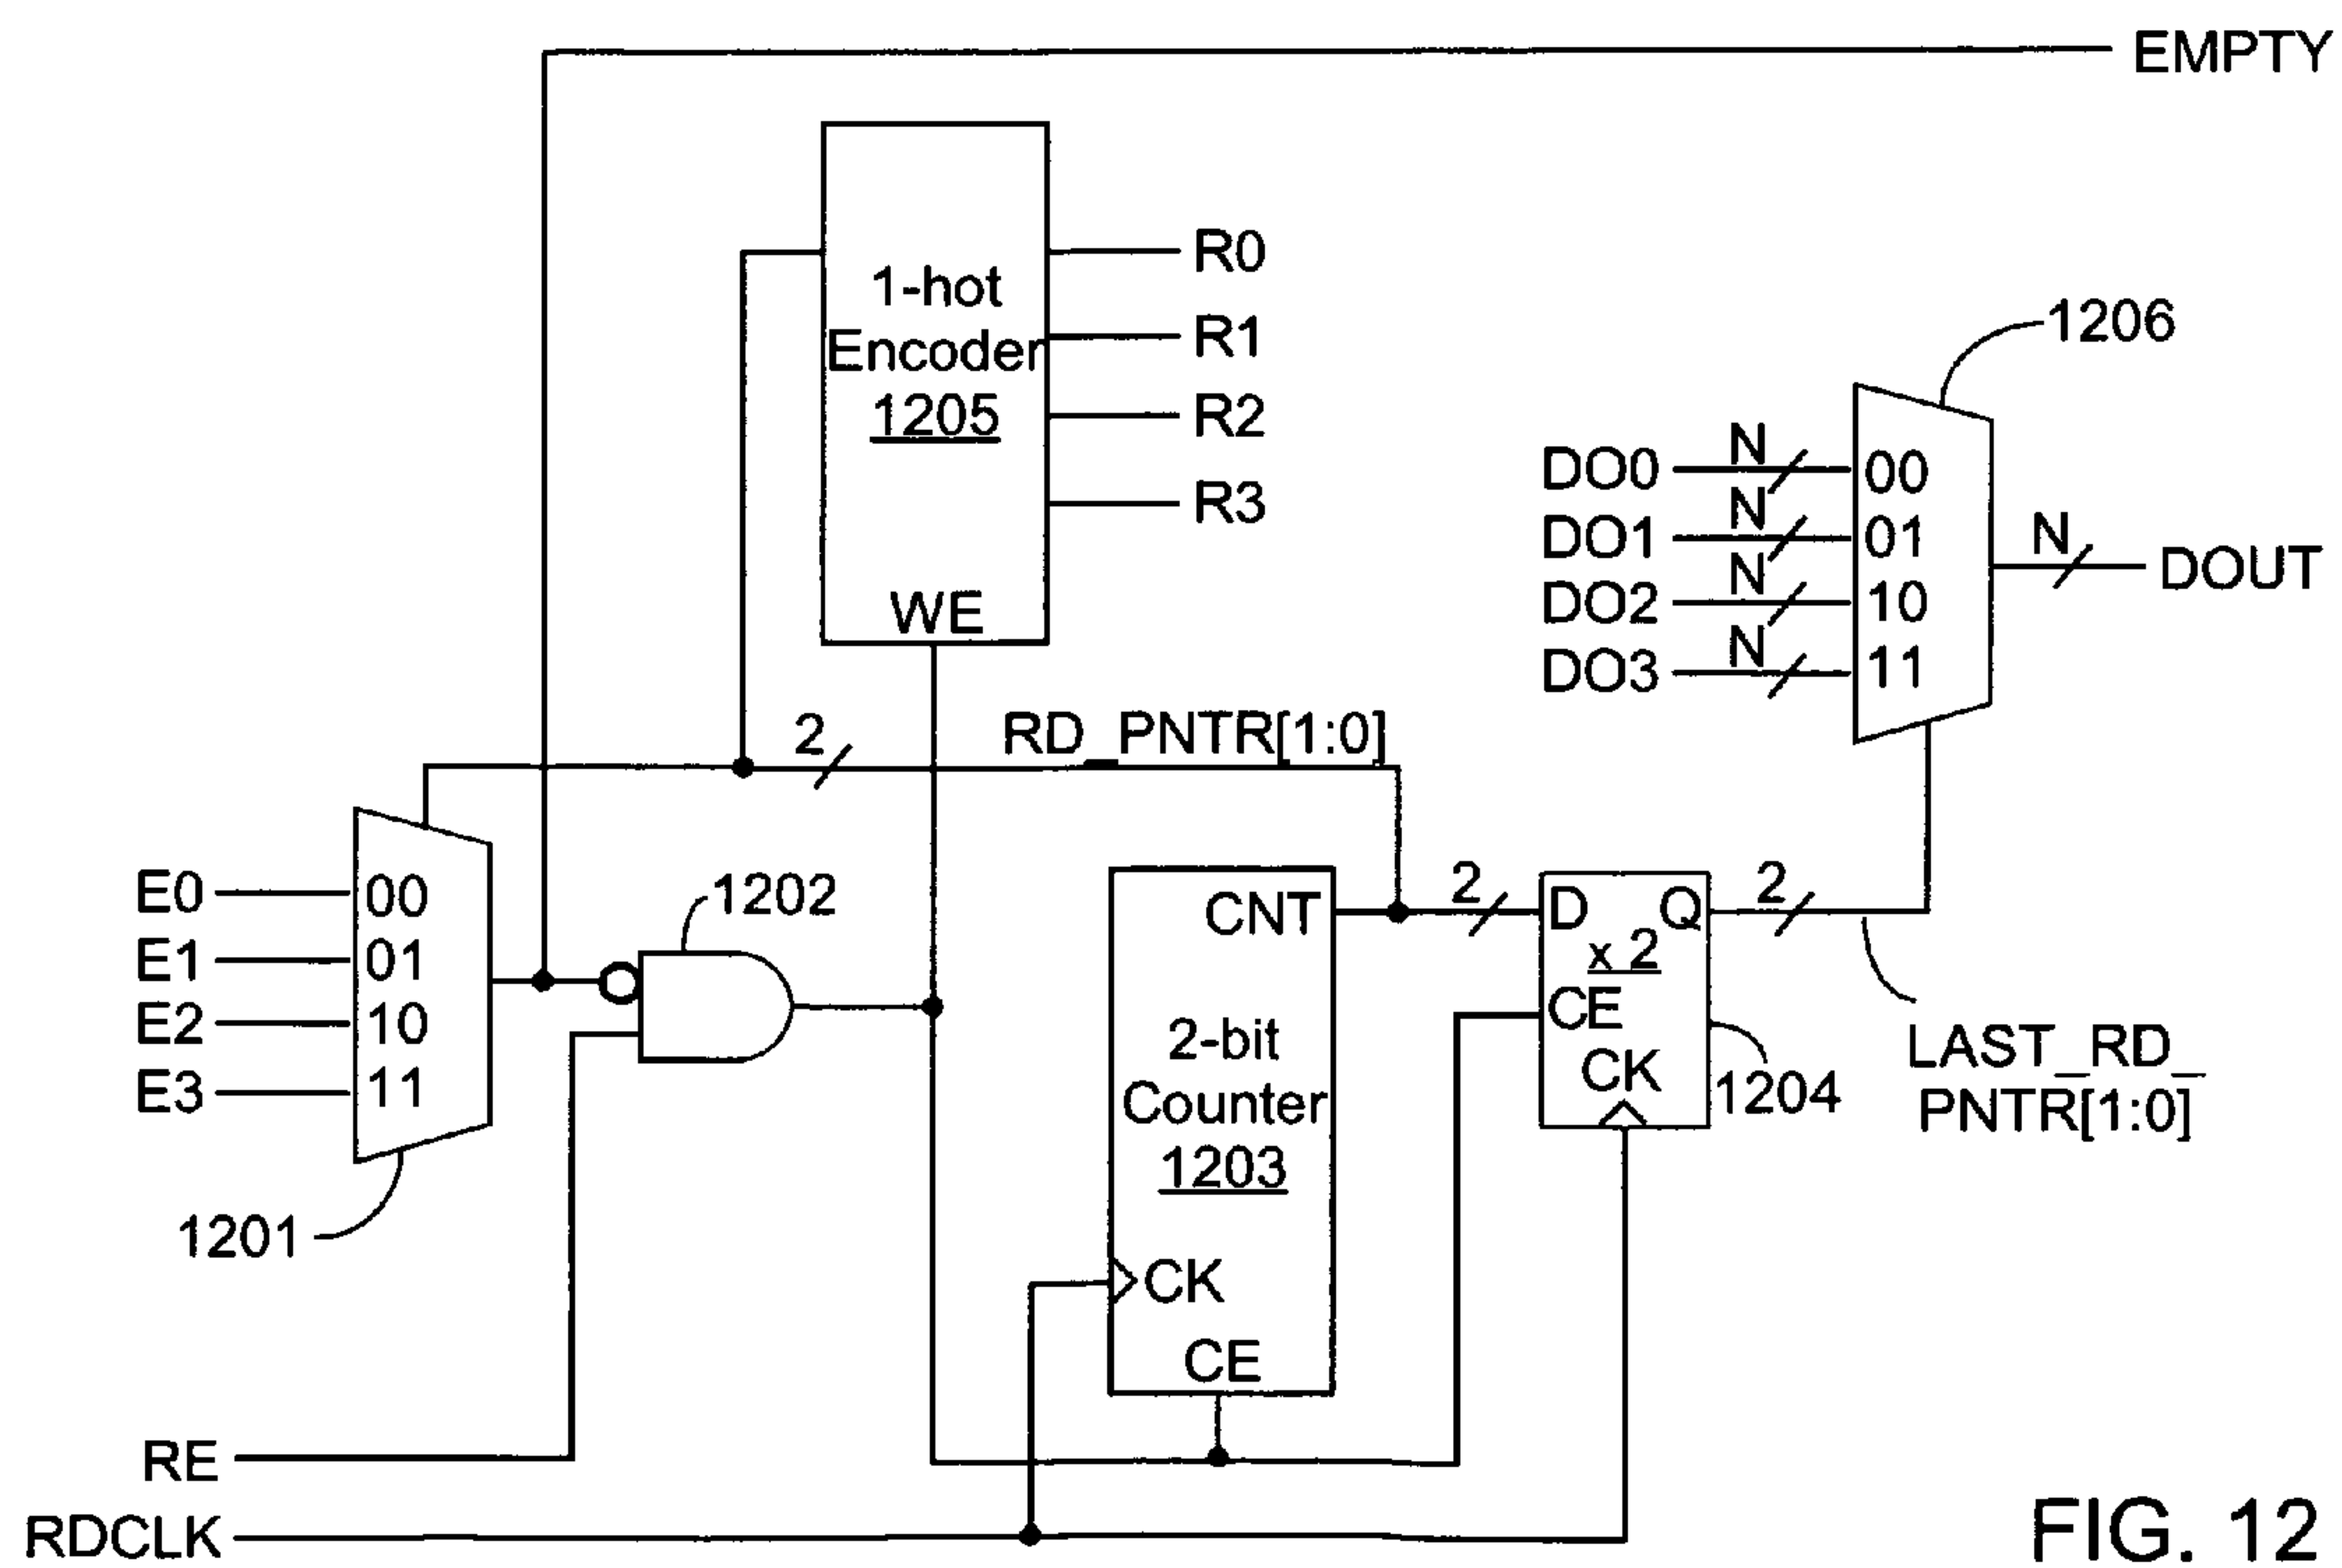 EMPTY
1-hot
Encoder
1205
WE
R0
R1
R2
R3
1206
DO0
DO1
DO2
DO3
N
N
N
N
00
01
10
11
N
DOUT
2
RD_PNTR[1:0]
E0
E1
E2
E3
00
01
10
11
1201
1202
CNT
2-bit
Counter
1203
CK
CE
2
D
Q
x 2
CE
CK
1204
2
LAST_RD_
PNTR[1:0]
RE
RDCLK
FIG. 12